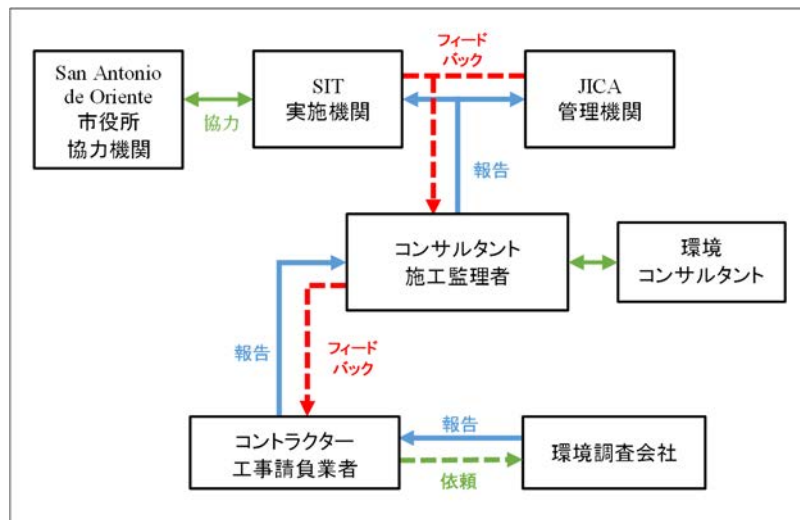 フィード
バック
San Antonio
de Oriente
市役所
協力機関
協力
SIT
実施機関
JICA
管理機関
報告
コンサルタント
施工監理者
環境
コンサルタント
報告
フィード
バック
コントラクター
工事請負業者
報告
依頼
環境調査会社